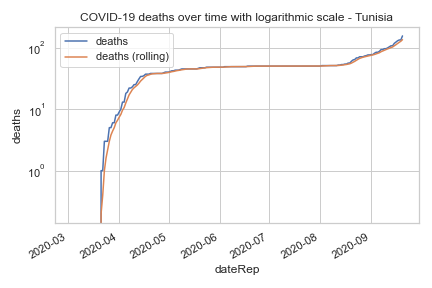 COVID-19 deaths over time with logarithmic scale - Tunisia
deaths
deaths (rolling)
10²
10¹
10⁰
deaths
2020-03
2020-04
2020-05
2020-06
2020-07
2020-08
2020-09
dateRep